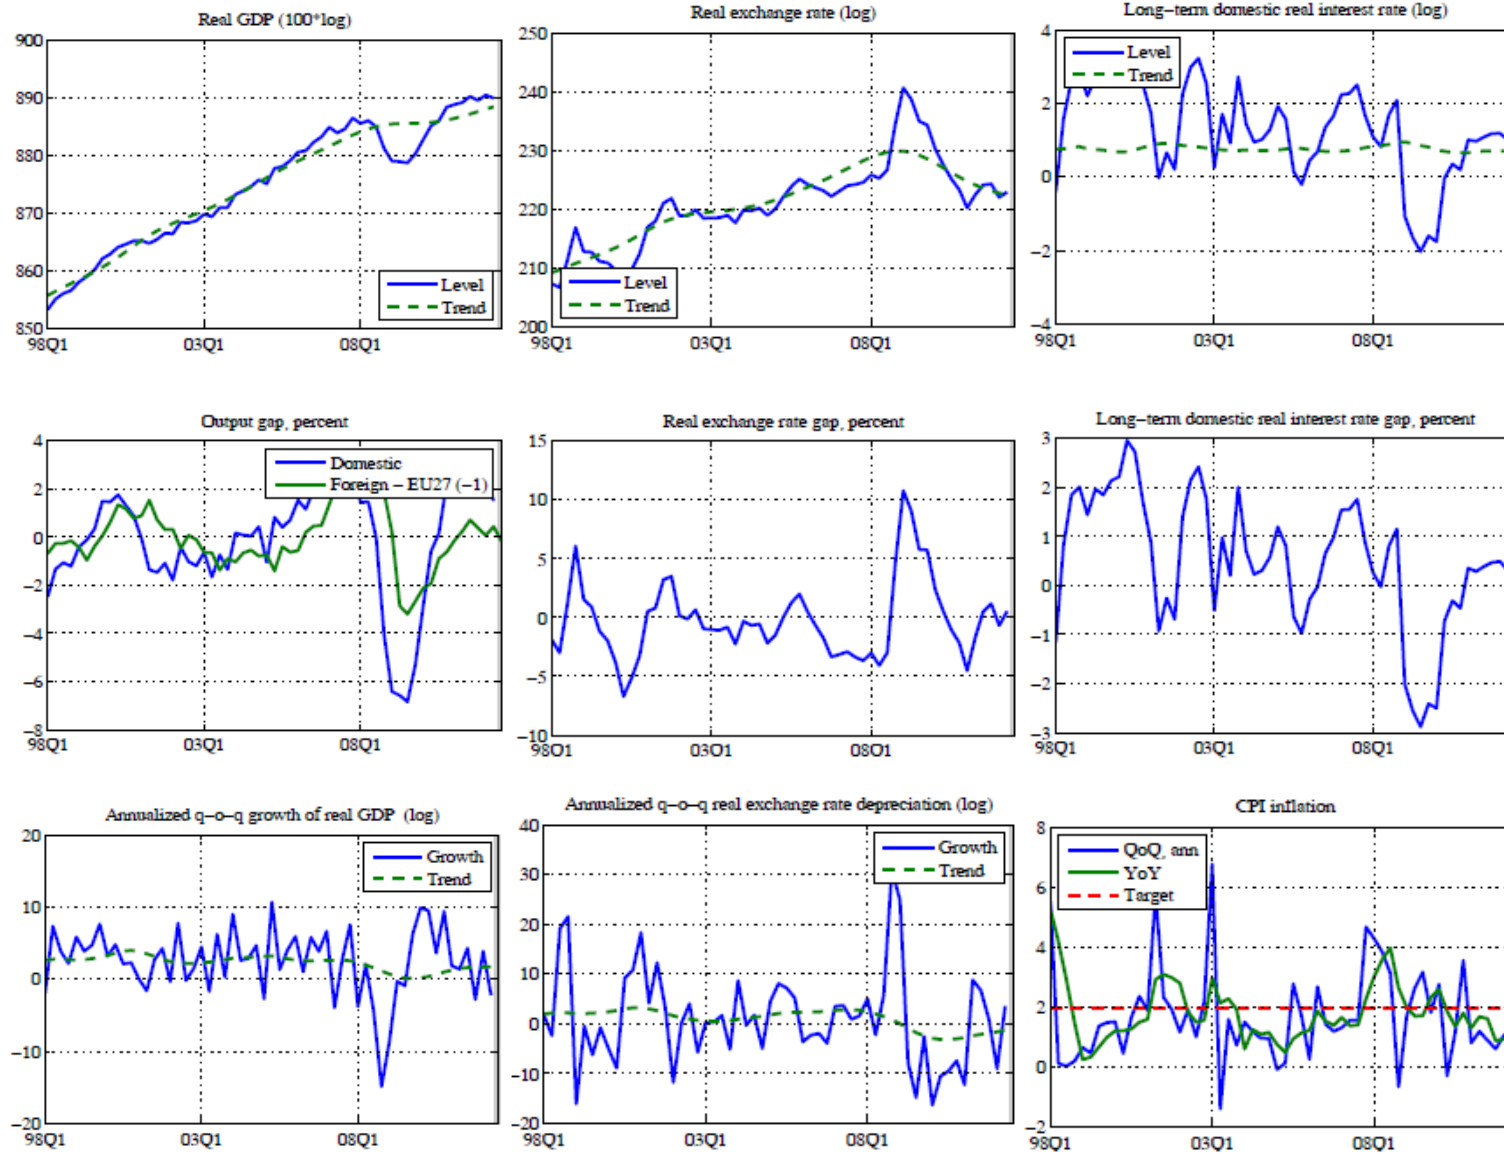 Real GDP (100*log)
900
890
880
870
860
850
98Q1
03Q1
08Q1
Level
Trend
Real exchange rate (log)
250
240
230
220
210
200
98Q1
03Q1
08Q1
Level
Trend
Long-term domestic real interest rate (log)
4
2
0
-2
-4
98Q1
03Q1
08Q1
Level
Trend
Output gap, percent
4
2
0
-2
-4
-6
-8
98Q1
03Q1
08Q1
Domestic
Foreign - EU27 (-1)
Real exchange rate gap, percent
15
10
5
0
-5
-10
98Q1
03Q1
08Q1
Long-term domestic real interest rate gap, percent
3
2
1
0
-1
-2
-3
98Q1
03Q1
08Q1
Annualized q-o-q growth of real GDP (log)
20
10
0
-10
-20
98Q1
03Q1
08Q1
Growth
Trend
Annualized q-o-q real exchange rate depreciation (log)
40
30
20
10
0
-10
-20
98Q1
03Q1
08Q1
Growth
Trend
CPI inflation
8
6
4
2
0
-2
98Q1
03Q1
08Q1
QoQ, ann
YoY
Target